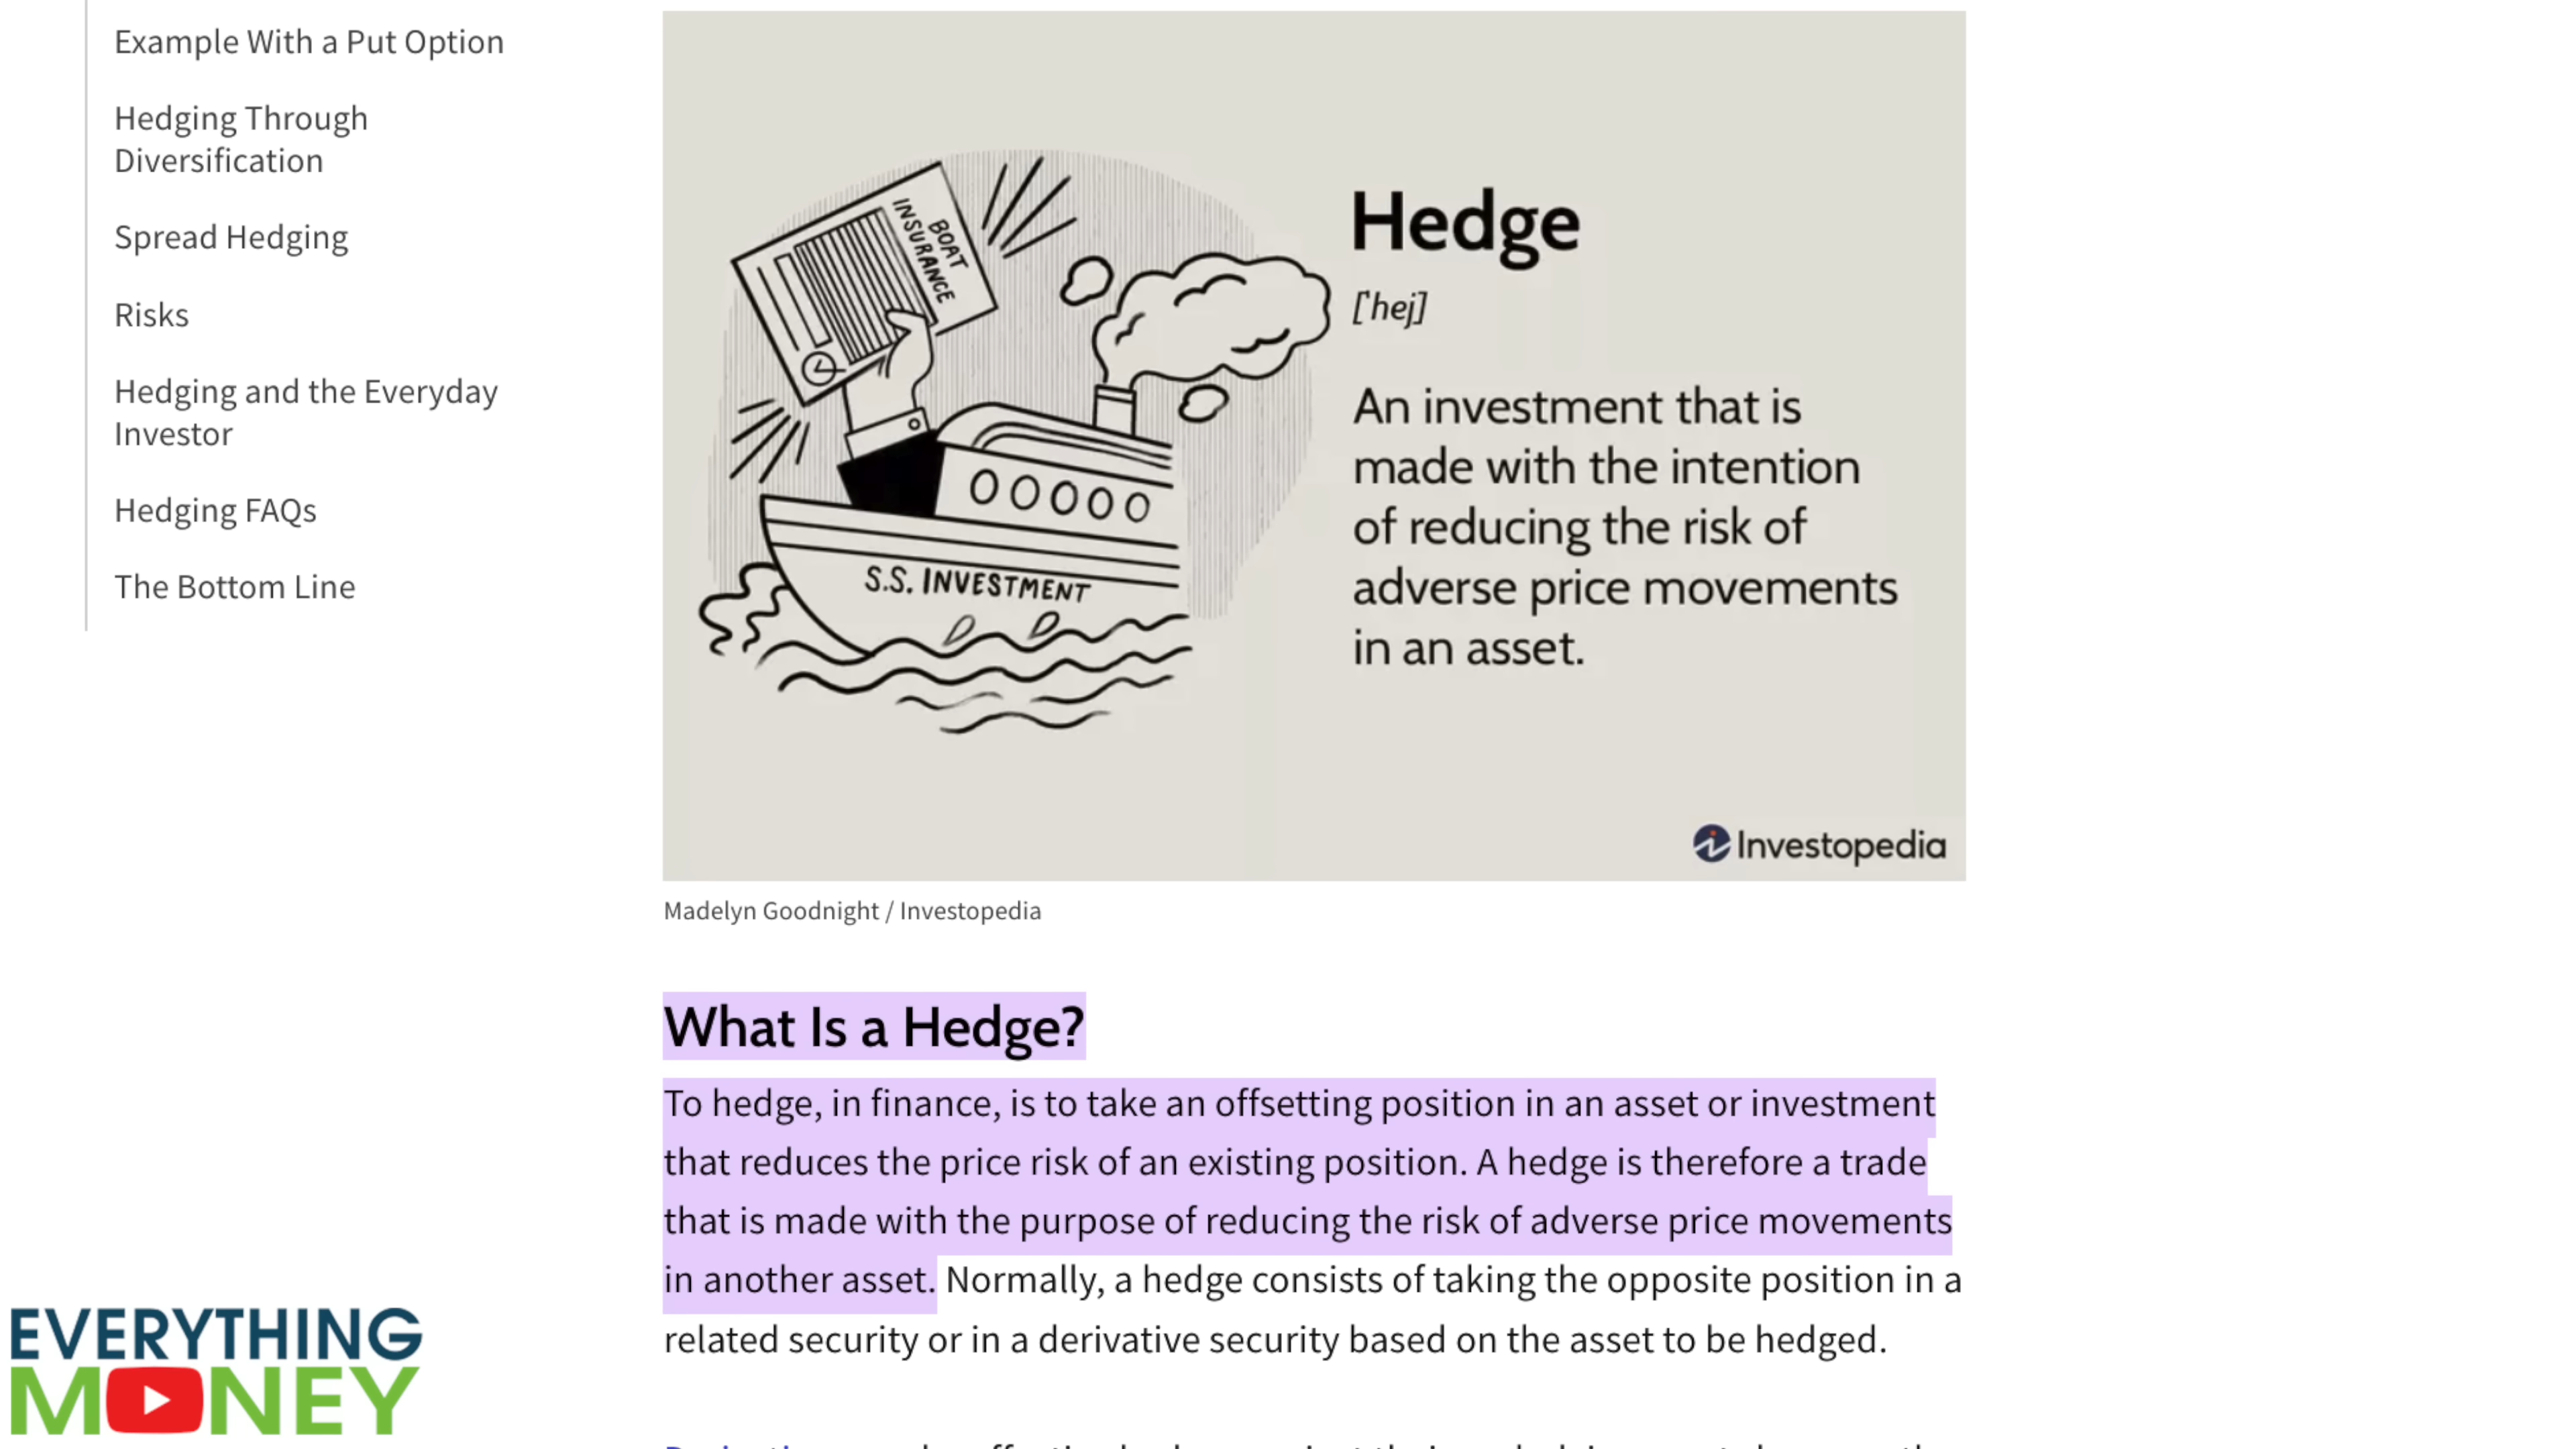 Example With a Put Option
Hedging Through
Diversification
Spread Hedging
Risks
Hedging and the Everyday
Investor
Hedging FAQs
The Bottom Line
BOAT
INSURANCE
S.S. INVESTMENT
Hedge
['hej]
An investment that is
made with the intention
of reducing the risk of
adverse price movements
in an asset.
Investopedia
Madelyn Goodnight / Investopedia
What Is a Hedge?
To hedge, in finance, is to take an offsetting position in an asset or investment
that reduces the price risk of an existing position. A hedge is therefore a trade
that is made with the purpose of reducing the risk of adverse price movements
in another asset. Normally, a hedge consists of taking the opposite position in a
related security or in a derivative security based on the asset to be hedged.
EVERYTHING
MONEY